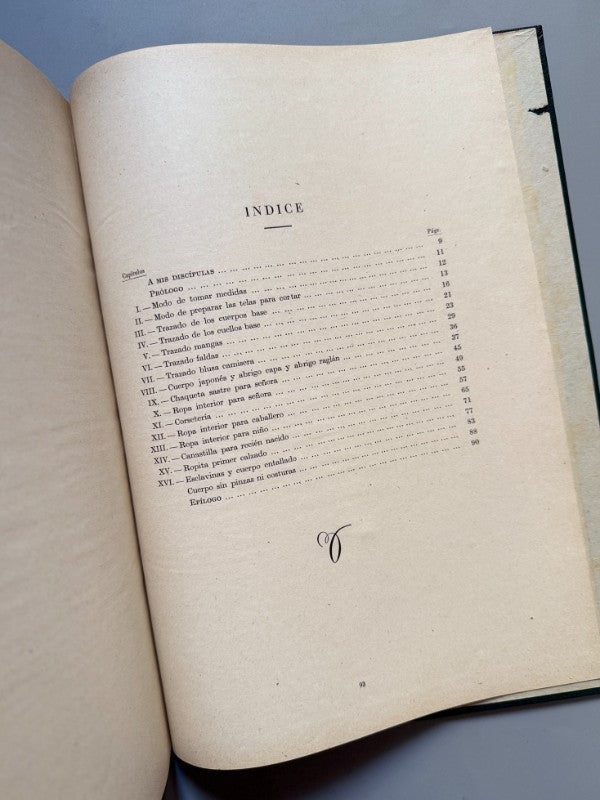 INDICE
Capítulos Págs
A MIS DISCÍPULAS ... 9
PRÓLOGO ... 11
I.—Modo de tomar medidas ... 12
II.—Modo de preparar las telas para cortar ... 13
III.—Trazado de los cuerpos base ... 16
IV.—Trazado de los cuellos base ... 21
V.—Trazado mangas ... 23
VI.—Trazado faldas ... 29
VII.—Trazado blusa camisera ... 36
VIII.—Cuerpo japonés y abrigo capa y abrigo raglán ... 37
IX.—Chaqueta sastre para señora ... 45
X.—Ropa interior para señora ... 49
XI.—Corsetería ... 55
XII.—Ropa interior para caballero ... 57
XIII.—Ropa interior para niño ... 65
XIV.—Canastilla para recién nacido ... 71
XV.—Ropita primer calzado ... 77
XVI.—Esclavinas y cuerpo entallado ... 83
Cuerpo sin pinzas ni costuras ... 88
EPÍLOGO ... 90
93